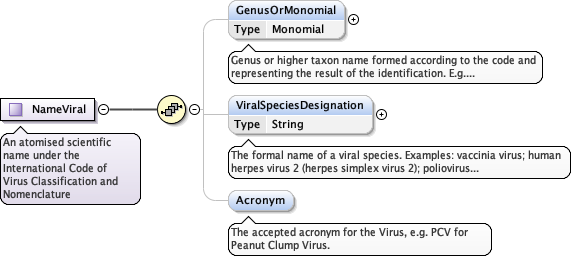 GenusOrMonomial
Type Monomial
Genus or higher taxon name formed according to the code and
representing the result of the identification. E.g....
NameViral
An atomised scientific
name under the
International Code of
Virus Classification and
Nomenclature
ViralSpeciesDesignation
Type String
The formal name of a viral species. Examples: vaccinia virus; human
herpes virus 2 (herpes simplex virus 2); poliovirus...
Acronym
The accepted acronym for the Virus, e.g. PCV for
Peanut Clump Virus.